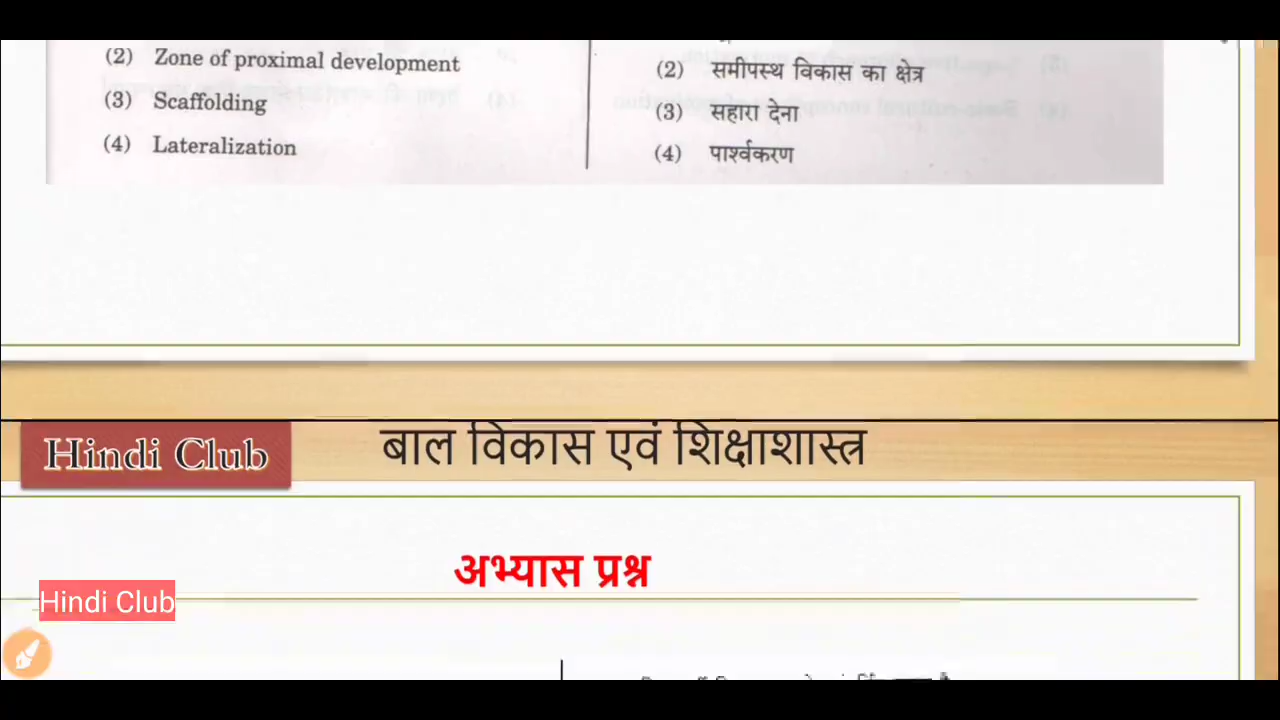 (2) Zone of proximal development
(3) Scaffolding
(4) Lateralization
(2) समीपस्थ विकास का क्षेत्र
(3) सहारा देना
(4) पार्श्वकरण
Hindi Club
बाल विकास एवं शिक्षाशास्त्र
अभ्यास प्रश्न
Hindi Club